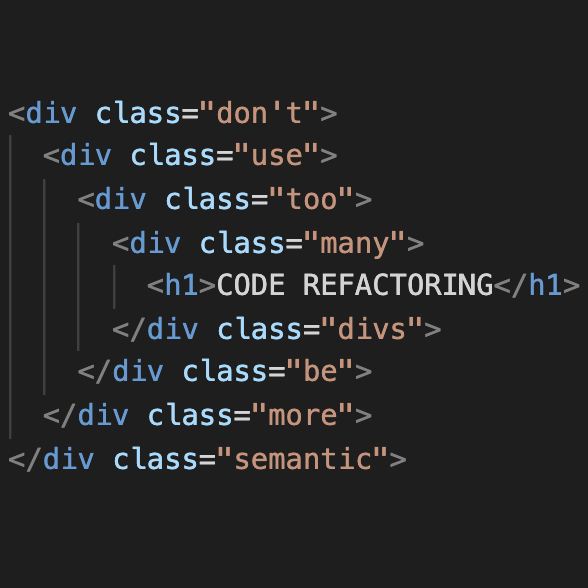 <div class="don't">
<div class="use">
<div class="too">
<div class="many">
<h1>CODE REFACTORING</h1>
</div class="divs">
</div class="be">
</div class="more">
</div class="semantic">